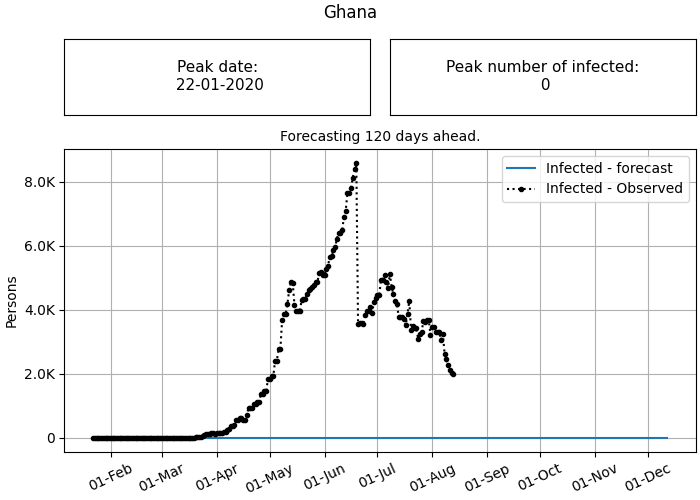 Ghana
Peak date:
22-01-2020
Peak number of infected:
0
Forecasting 120 days ahead.
Infected - forecast
Infected - Observed
Persons
8.0K
6.0K
4.0K
2.0K
0
01-Feb
01-Mar
01-Apr
01-May
01-Jun
01-Jul
01-Aug
01-Sep
01-Oct
01-Nov
01-Dec